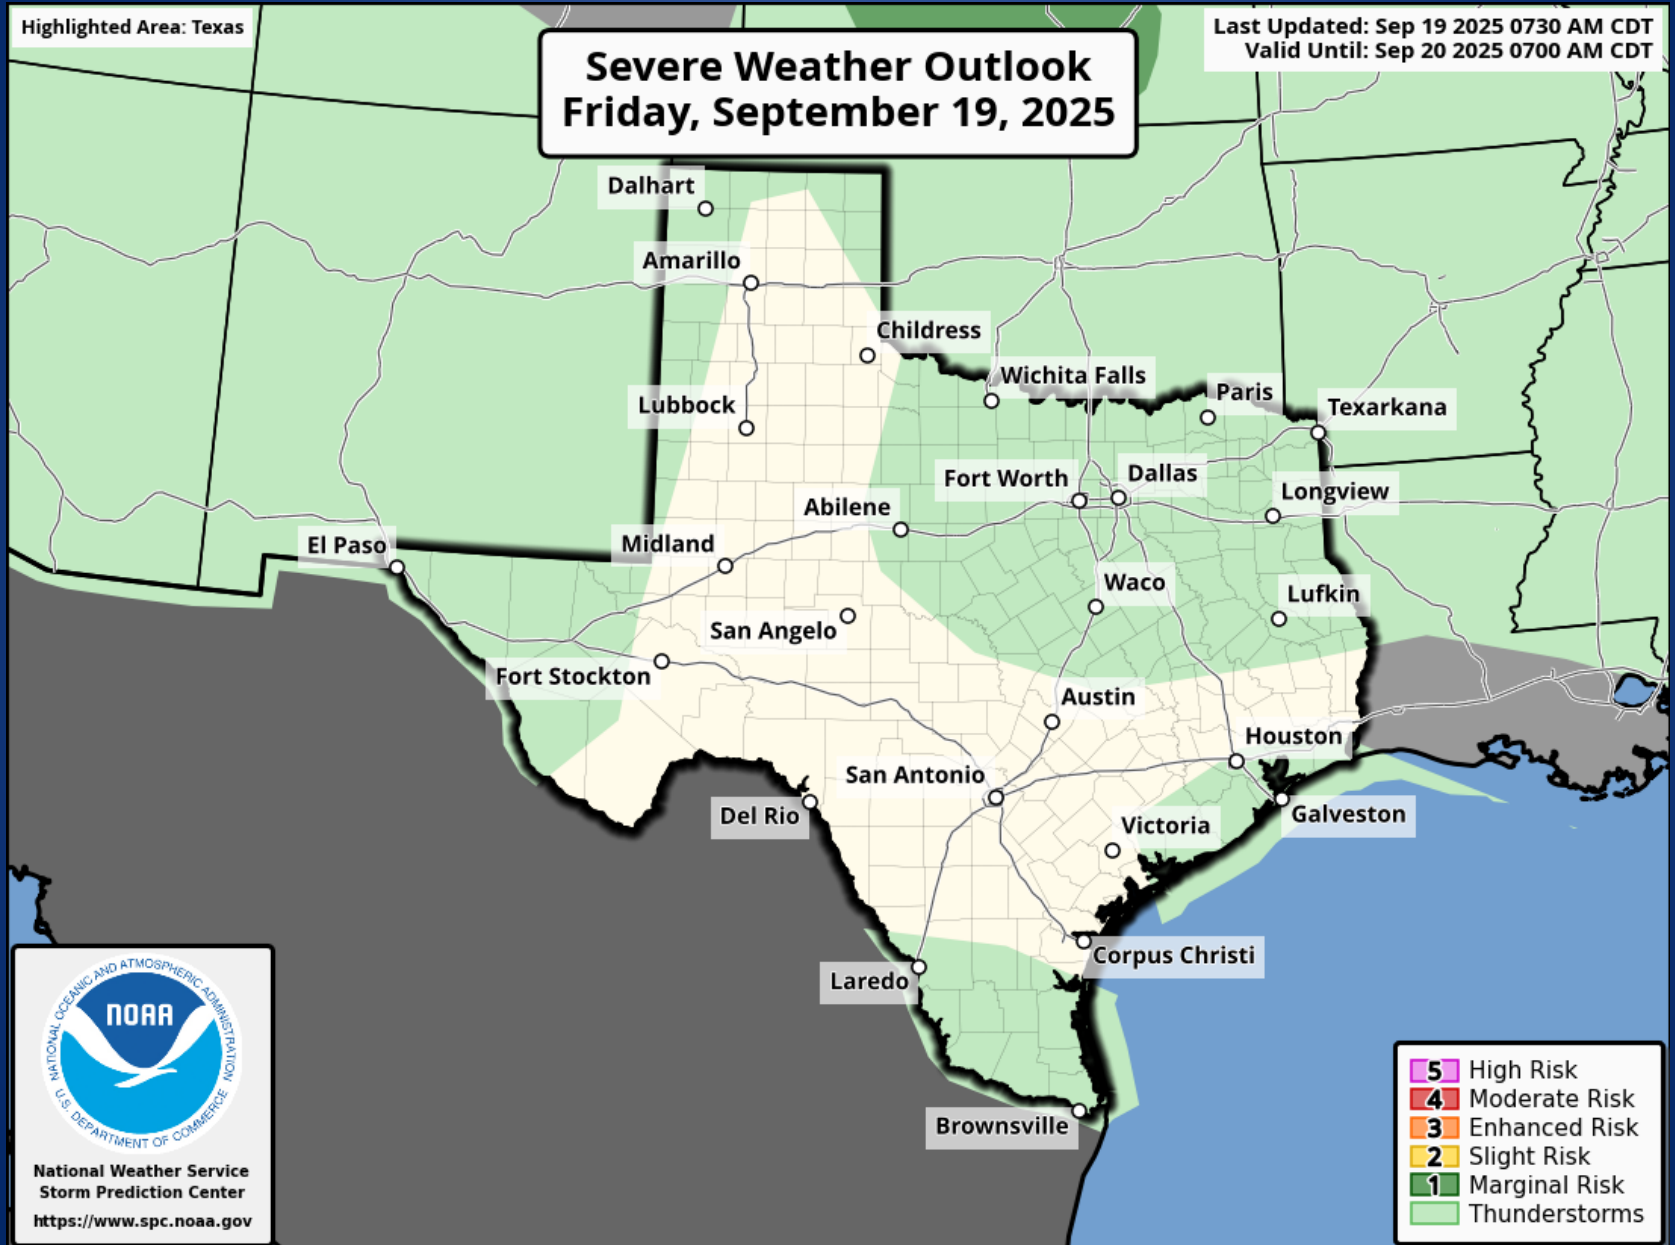 Highlighted Area: Texas
Severe Weather Outlook
Friday, September 19, 2025
Last Updated: Sep 19 2025 0730 AM CDT
Valid Until: Sep 20 2025 0700 AM CDT
Dalhart
Amarillo
Childress
Wichita Falls
Paris
Texarkana
Lubbock
Fort Worth
Dallas
Longview
Abilene
El Paso
Midland
Waco
Lufkin
San Angelo
Fort Stockton
Austin
Houston
San Antonio
Del Rio
Galveston
Victoria
Corpus Christi
Laredo
Brownsville
NATIONAL OCEANIC AND ATMOSPHERIC ADMINISTRATION
NOAA
U.S. DEPARTMENT OF COMMERCE
National Weather Service
Storm Prediction Center
https://www.spc.noaa.gov
5 High Risk
4 Moderate Risk
3 Enhanced Risk
2 Slight Risk
1 Marginal Risk
Thunderstorms